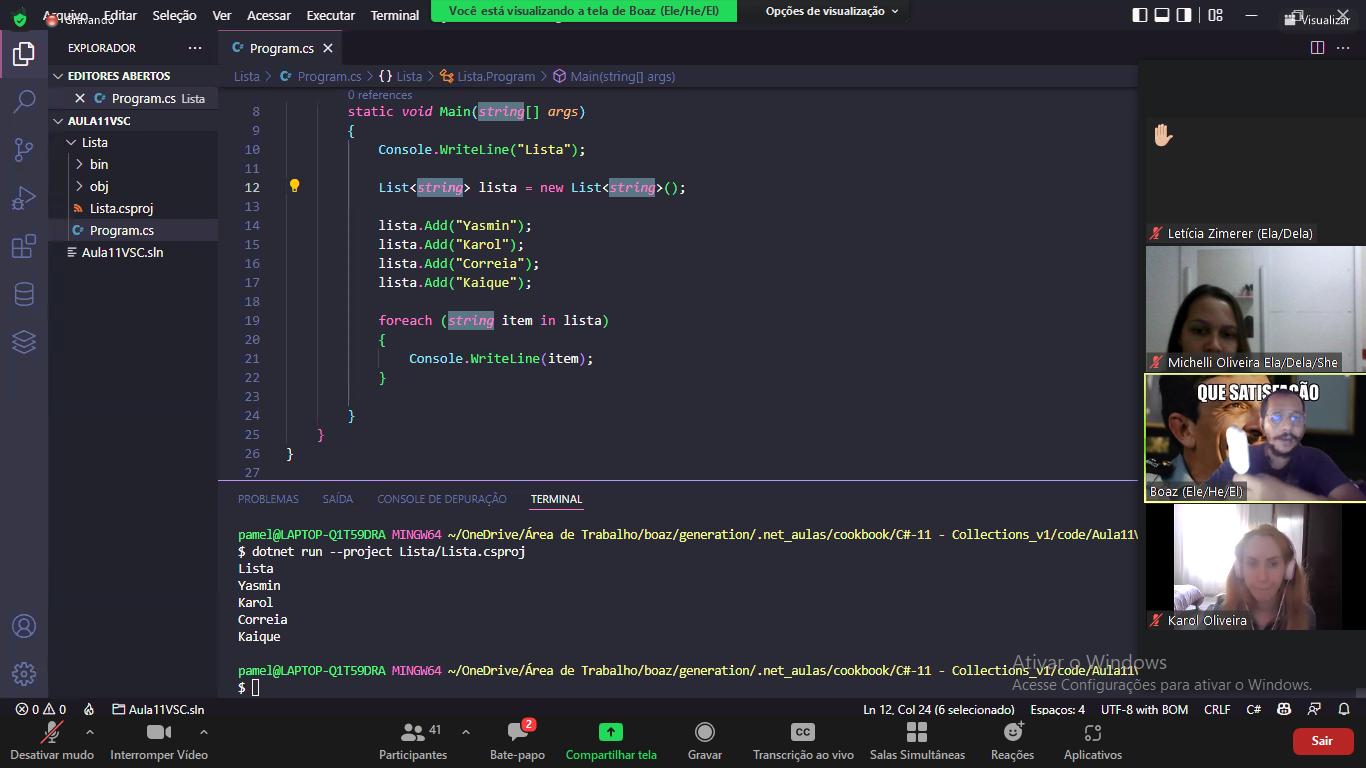 Arquivo Editar Seleção Ver Acessar Executar Terminal
Gravando
Você está visualizando a tela de Boaz (Ele/He/El)
Opções de visualização
Visualizar
EXPLORADOR
EDITORES ABERTOS
Program.cs Lista
AULA11VSC
Lista
bin
obj
Lista.csproj
Program.cs
Aula11VSC.sln
Program.cs
Lista > Program.cs > {} Lista > Lista.Program > Main(string[] args)
0 references
8 static void Main(string[] args)
9 {
10 Console.WriteLine("Lista");
11
12 List<string> lista = new List<string>();
13
14 lista.Add("Yasmin");
15 lista.Add("Karol");
16 lista.Add("Correia");
17 lista.Add("Kaique");
18
19 foreach (string item in lista)
20 {
21 Console.WriteLine(item);
22 }
23
24 }
25 }
26 }
27
PROBLEMAS SAÍDA CONSOLE DE DEPURAÇÃO TERMINAL
pamel@LAPTOP-Q1T59DRA MINGW64 ~/OneDrive/Área de Trabalho/boaz/generation/.net_aulas/cookbook/C#-11 - Collections_v1/code/Aula11V
$ dotnet run --project Lista/Lista.csproj
Lista
Yasmin
Karol
Correia
Kaique
pamel@LAPTOP-Q1T59DRA MINGW64 ~/OneDrive/Área de Trabalho/boaz/generation/.net_aulas/cookbook/C#-11 - Collections_v1/code/Aula11V
$
Letícia Zimerer (Ela/Dela)
Michelli Oliveira Ela/Dela/She
QUE SATISFAÇÃO
Boaz (Ele/He/El)
Karol Oliveira
Ativar o Windows
Acesse Configurações para ativar o Windows.
0 0 Aula11VSC.sln
Ln 12, Col 24 (6 selecionado) Espaços: 4 UTF-8 with BOM CRLF C#
Desativar mudo
Interromper Vídeo
41
Participantes
2
Bate-papo
Compartilhar tela
Gravar
CC
Transcrição ao vivo
Salas Simultâneas
Reações
Aplicativos
Sair